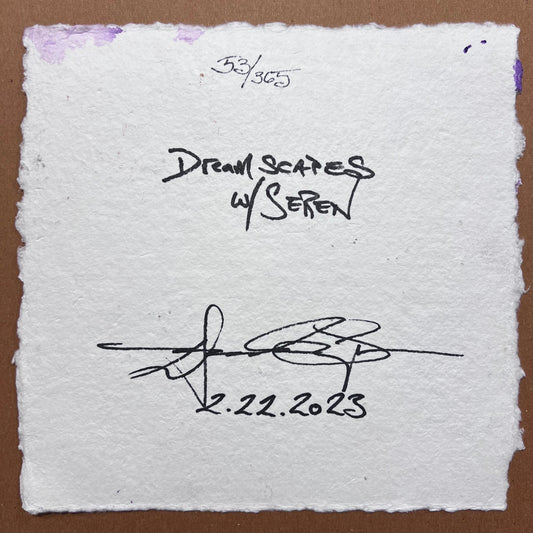 53/365
DREAMSCAPES
W/ SEREN
2.22.2023